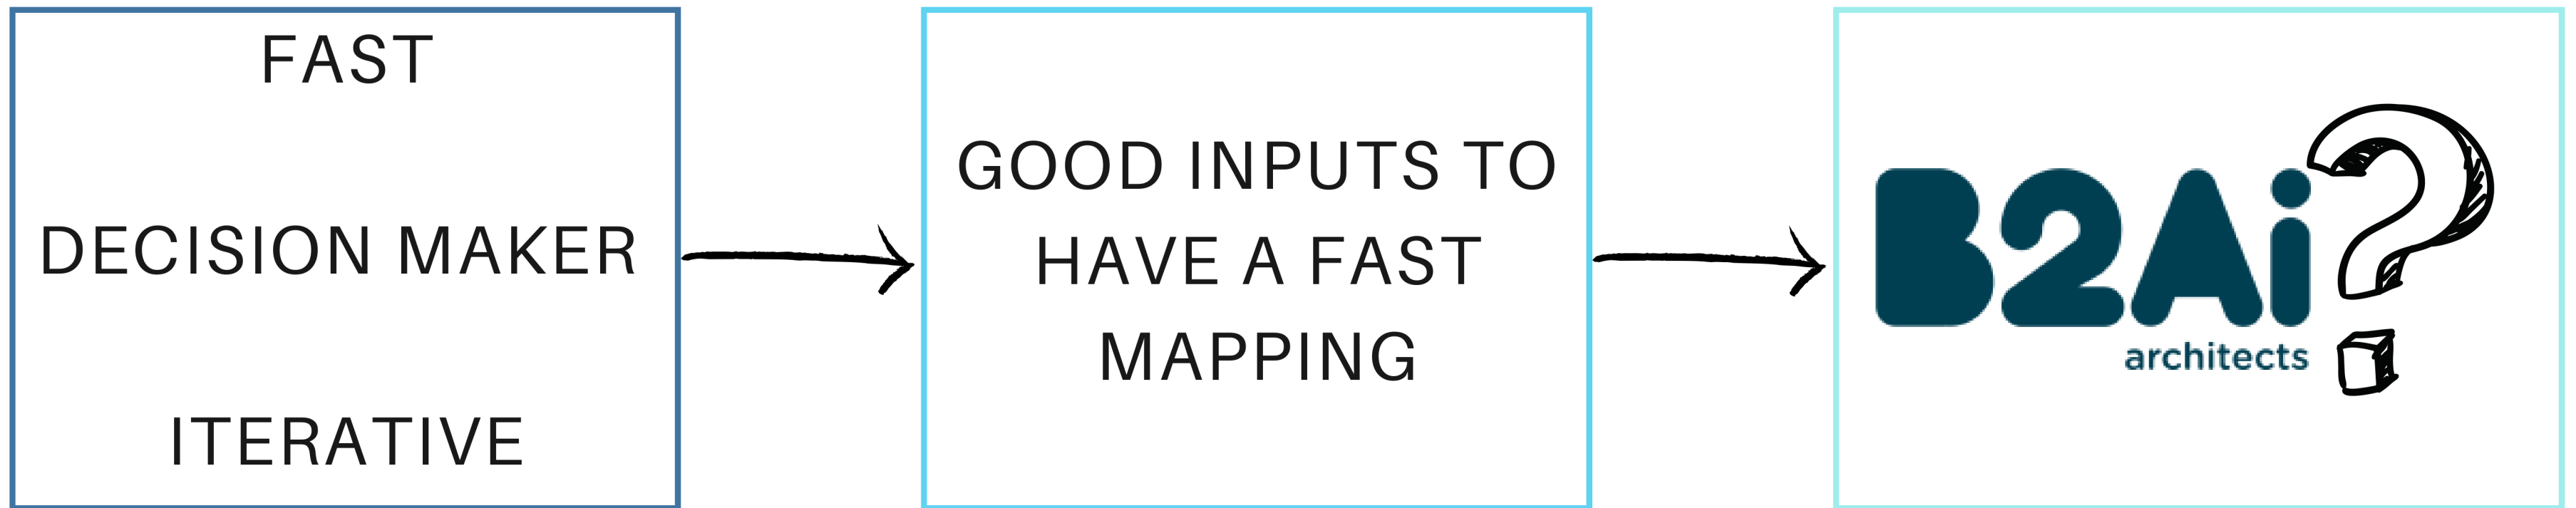 FAST
DECISION MAKER
ITERATIVE
GOOD INPUTS TO
HAVE A FAST
MAPPING
B2Ai
architects
?